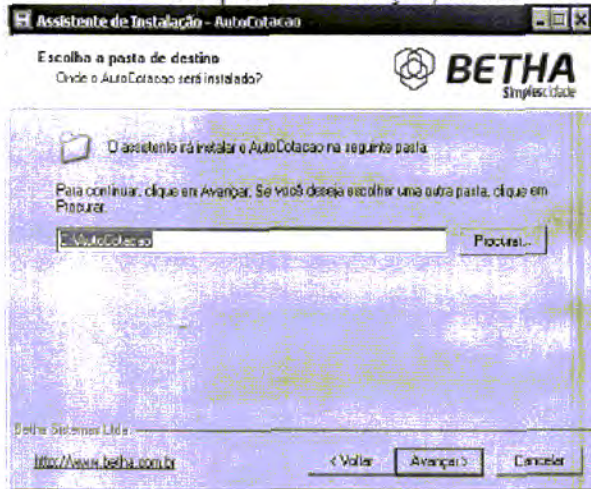 Assistente de Instalação - AutoCotacao
Escolha a pasta de destino
Onde o AutoCotacao será instalado?
BETHA
Simplescidade
O assistente irá instalar o AutoCotacao na seguinte pasta.
Para continuar, clique em Avançar. Se você deseja escolher uma outra pasta, clique em
Procurar.
\AutoCotacao
Procurar...
Betha Sistemas Ltda.
http://www.betha.com.br
< Voltar
Avançar >
Cancelar